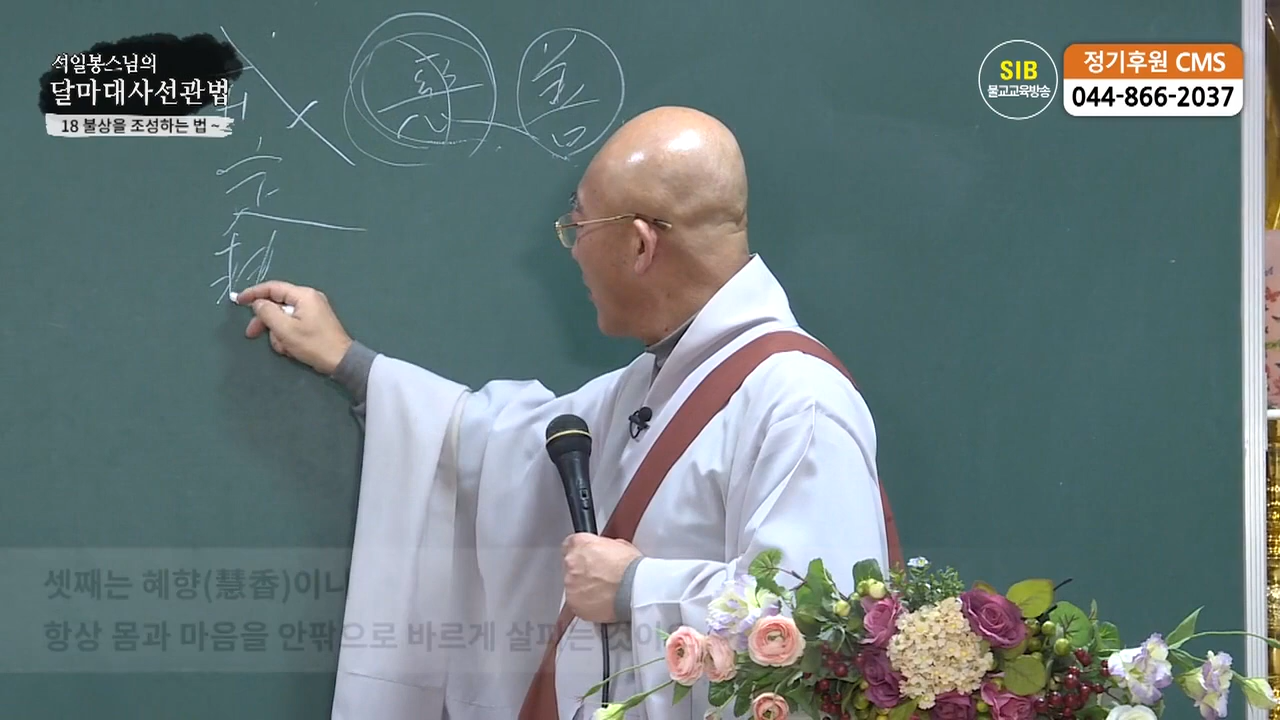 석일봉스님의
달마대사선관법
18 불상을 조성하는 법 ~
SIB
불교교육방송
정기후원 CMS
044-866-2037
惡 善
셋째는 혜향(慧香)이니
항상 몸과 마음을 안팎으로 바르게 살피는 것이